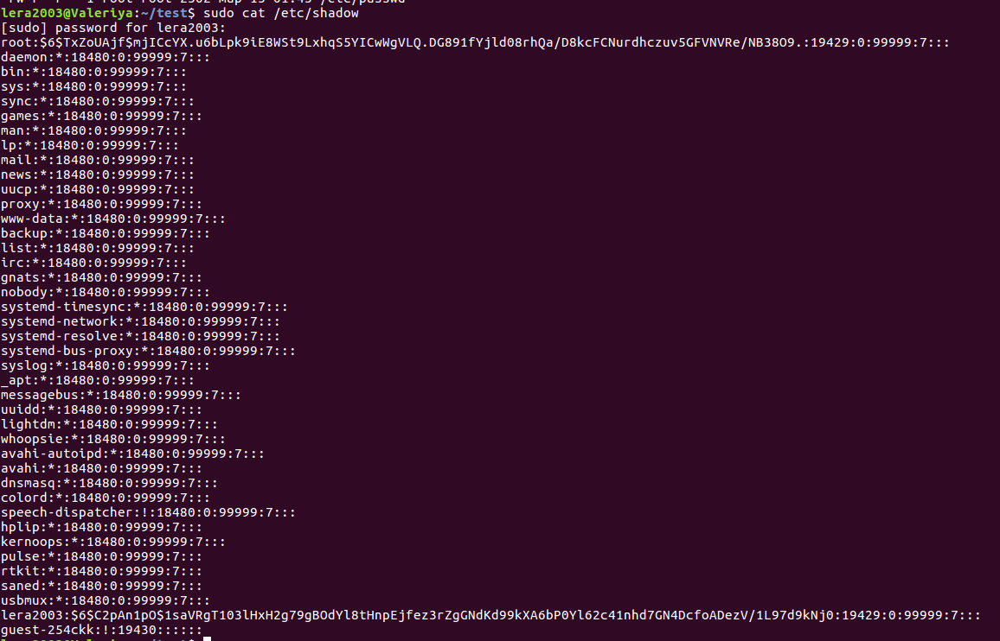 lera2003@Valeriya:~/test$ sudo cat /etc/shadow
[sudo] password for lera2003:
root:$6$TxZoUAjf$mjICcYX.u6bLpk9iE8WSt9LxhqS5YICwWgVLQ.DG891fYjld08rhQa/D8kcFCNurdhczuv5GFVNVRe/NB38O9.:19429:0:99999:7:::
daemon:*:18480:0:99999:7:::
bin:*:18480:0:99999:7:::
sys:*:18480:0:99999:7:::
sync:*:18480:0:99999:7:::
games:*:18480:0:99999:7:::
man:*:18480:0:99999:7:::
lp:*:18480:0:99999:7:::
mail:*:18480:0:99999:7:::
news:*:18480:0:99999:7:::
uucp:*:18480:0:99999:7:::
proxy:*:18480:0:99999:7:::
www-data:*:18480:0:99999:7:::
backup:*:18480:0:99999:7:::
list:*:18480:0:99999:7:::
irc:*:18480:0:99999:7:::
gnats:*:18480:0:99999:7:::
nobody:*:18480:0:99999:7:::
systemd-timesync:*:18480:0:99999:7:::
systemd-network:*:18480:0:99999:7:::
systemd-resolve:*:18480:0:99999:7:::
systemd-bus-proxy:*:18480:0:99999:7:::
syslog:*:18480:0:99999:7:::
_apt:*:18480:0:99999:7:::
messagebus:*:18480:0:99999:7:::
uuidd:*:18480:0:99999:7:::
lightdm:*:18480:0:99999:7:::
whoopsie:*:18480:0:99999:7:::
avahi-autoipd:*:18480:0:99999:7:::
avahi:*:18480:0:99999:7:::
dnsmasq:*:18480:0:99999:7:::
colord:*:18480:0:99999:7:::
speech-dispatcher:!:18480:0:99999:7:::
hplip:*:18480:0:99999:7:::
kernoops:*:18480:0:99999:7:::
pulse:*:18480:0:99999:7:::
rtkit:*:18480:0:99999:7:::
saned:*:18480:0:99999:7:::
usbmux:*:18480:0:99999:7:::
lera2003:$6$C2pAn1pO$1saVRgT103lHxH2g79gBOdYl8tHnpEjfez3rZgGNdKd99kXA6bP0Yl62c41nhd7GN4DcfoADezV/1L97d9kNj0:19429:0:99999:7:::
guest-254ckk:!:19430::::::